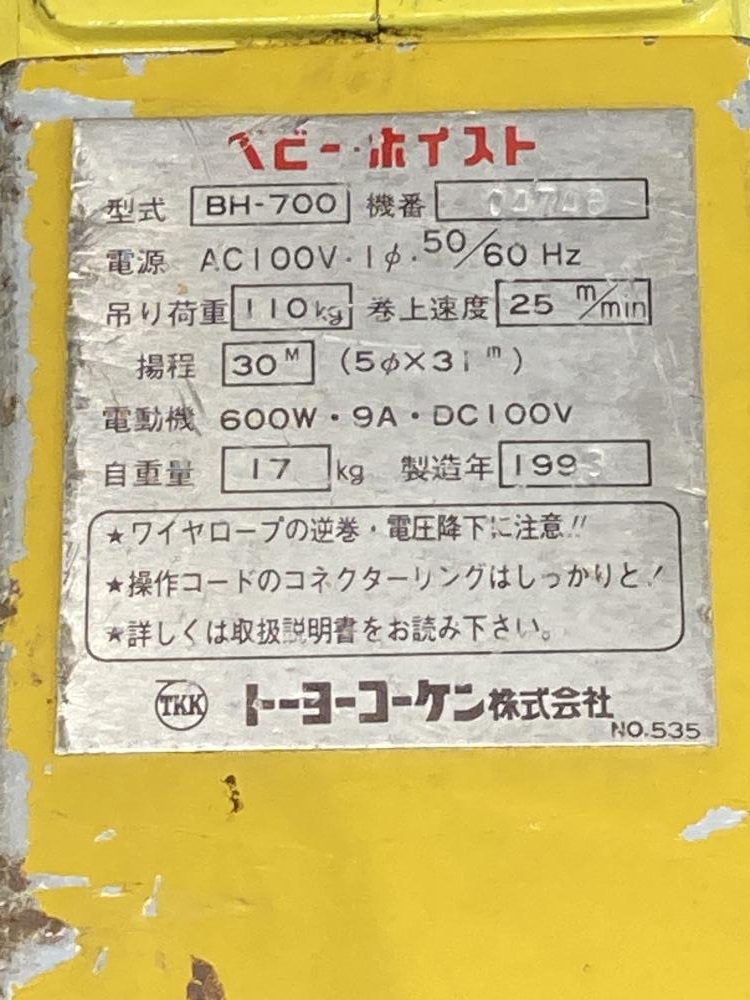 ベビー・ホイスト
型式 BH-700 機番
電源 AC100V・1φ・50/60 Hz
吊り荷重 110kg 巻上速度 25 m/min
揚程 30M (5φ×31m)
電動機 600W・9A・DC100V
自重量 17 kg 製造年 1993
★ワイヤロープの逆巻・電圧降下に注意!!
★操作コードのコネクターリングはしっかりと!
★詳しくは取扱説明書をお読み下さい。
TKK トーヨーコーケン株式会社
NO.535